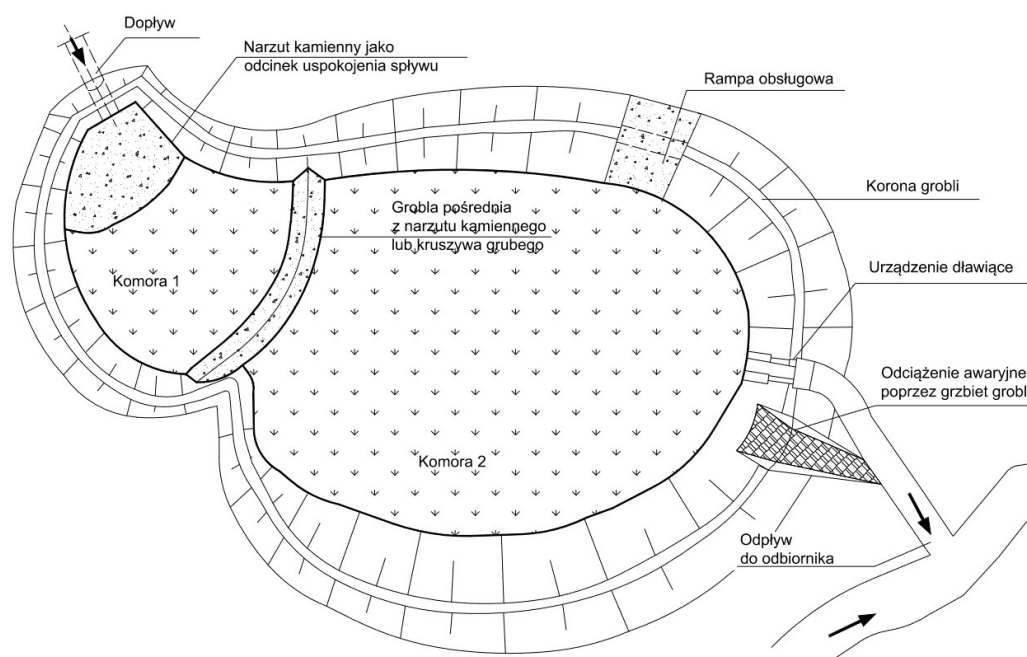 Dopływ
Narzut kamienny jako
odcinek uspokojenia spływu
Rampa obsługowa
Korona grobli
Grobla pośrednia
z narzutu kamiennego
lub kruszywa grubego
Komora 1
Urządzenie dławiące
Odciążenie awaryjne
poprzez grzbiet grobl
Komora 2
Odpływ
do odbiornika